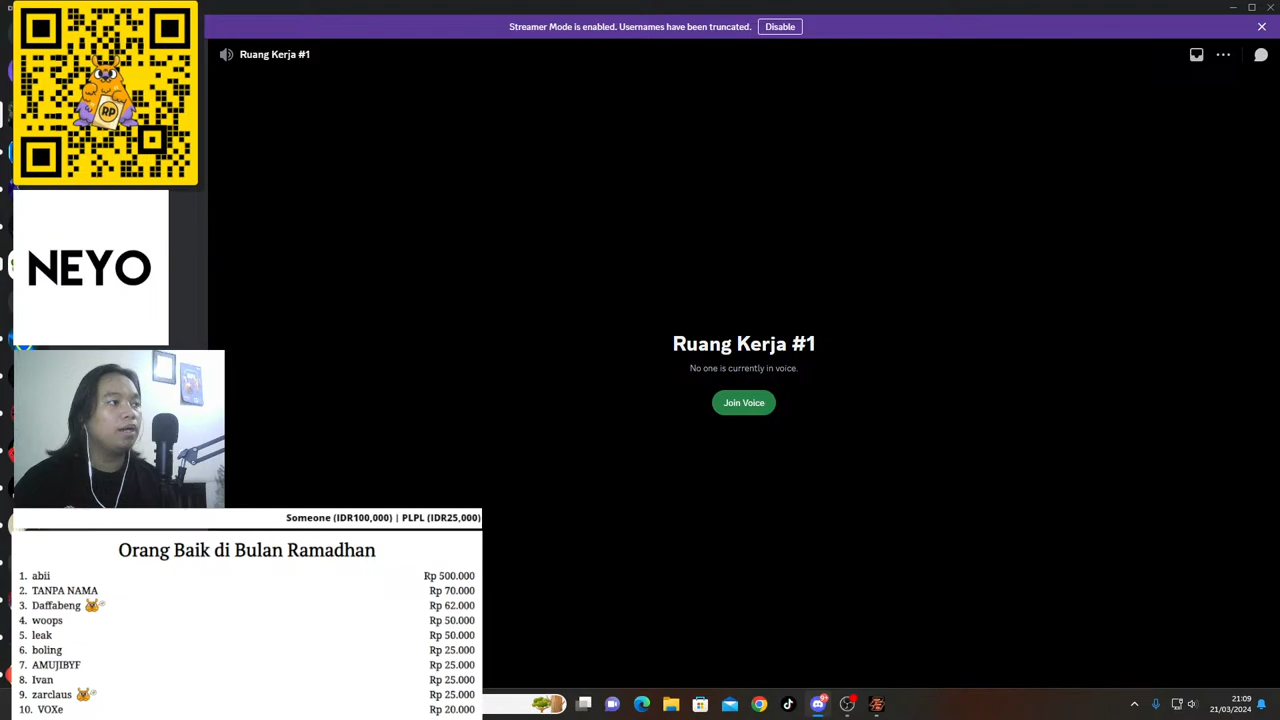 Streamer Mode is enabled. Usernames have been truncated. Disable
Ruang Kerja #1
RP
NEYO
Ruang Kerja #1
No one is currently in voice.
Join Voice
Someone (IDR100,000) | PLPL (IDR25,000)
Orang Baik di Bulan Ramadhan
1. abii Rp 500.000
2. TANPA NAMA Rp 70.000
3. Daffabeng Rp 62.000
4. woops Rp 50.000
5. leak Rp 50.000
6. boling Rp 25.000
7. AMUJIBYF Rp 25.000
8. Ivan Rp 25.000
9. zarclaus Rp 25.000
10. VOXe Rp 20.000
21:09
21/03/2024